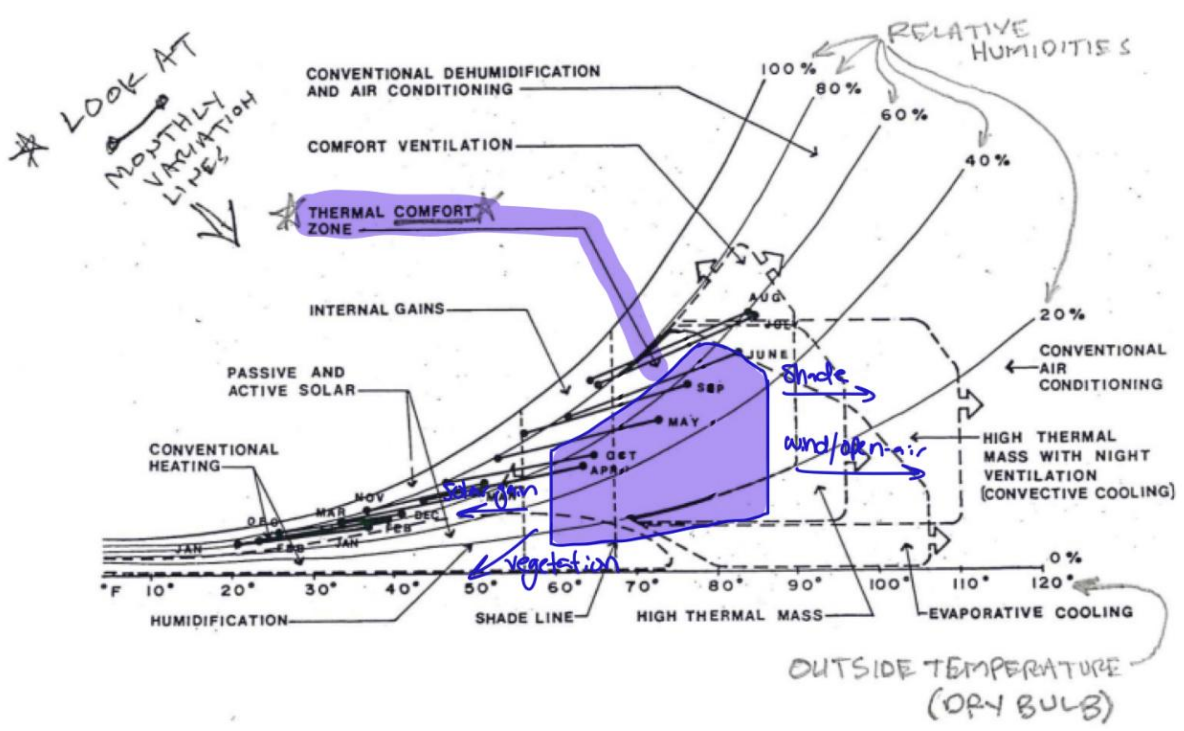 RELATIVE
HUMIDITIES
LOOK AT
MONTHLY
VARIATION
LINES
CONVENTIONAL DEHUMIDIFICATION
AND AIR CONDITIONING
COMFORT VENTILATION
THERMAL COMFORT
ZONE
INTERNAL GAINS
PASSIVE AND
ACTIVE SOLAR
CONVENTIONAL
HEATING
100%
80%
60%
40%
20%
0%
AUG
JUL
JUNE
SEP
MAY
OCT
APR
NOV
MAR
DEC
FEB
JAN
JAN
FEB
Shade
wind/open-air
Solar gain
vegetation
CONVENTIONAL
AIR
CONDITIONING
HIGH THERMAL
MASS WITH NIGHT
VENTILATION
(CONVECTIVE COOLING)
°F 10° 20° 30° 40° 50° 60° 70° 80° 90° 100° 110° 120°
HUMIDIFICATION
SHADE LINE
HIGH THERMAL MASS
EVAPORATIVE COOLING
OUTSIDE TEMPERATURE
(DRY BULB)